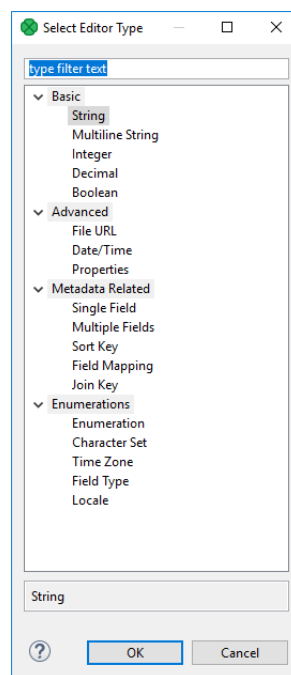 Select Editor Type
type filter text
Basic
String
Multiline String
Integer
Decimal
Boolean
Advanced
File URL
Date/Time
Properties
Metadata Related
Single Field
Multiple Fields
Sort Key
Field Mapping
Join Key
Enumerations
Enumeration
Character Set
Time Zone
Field Type
Locale
String
? OK Cancel